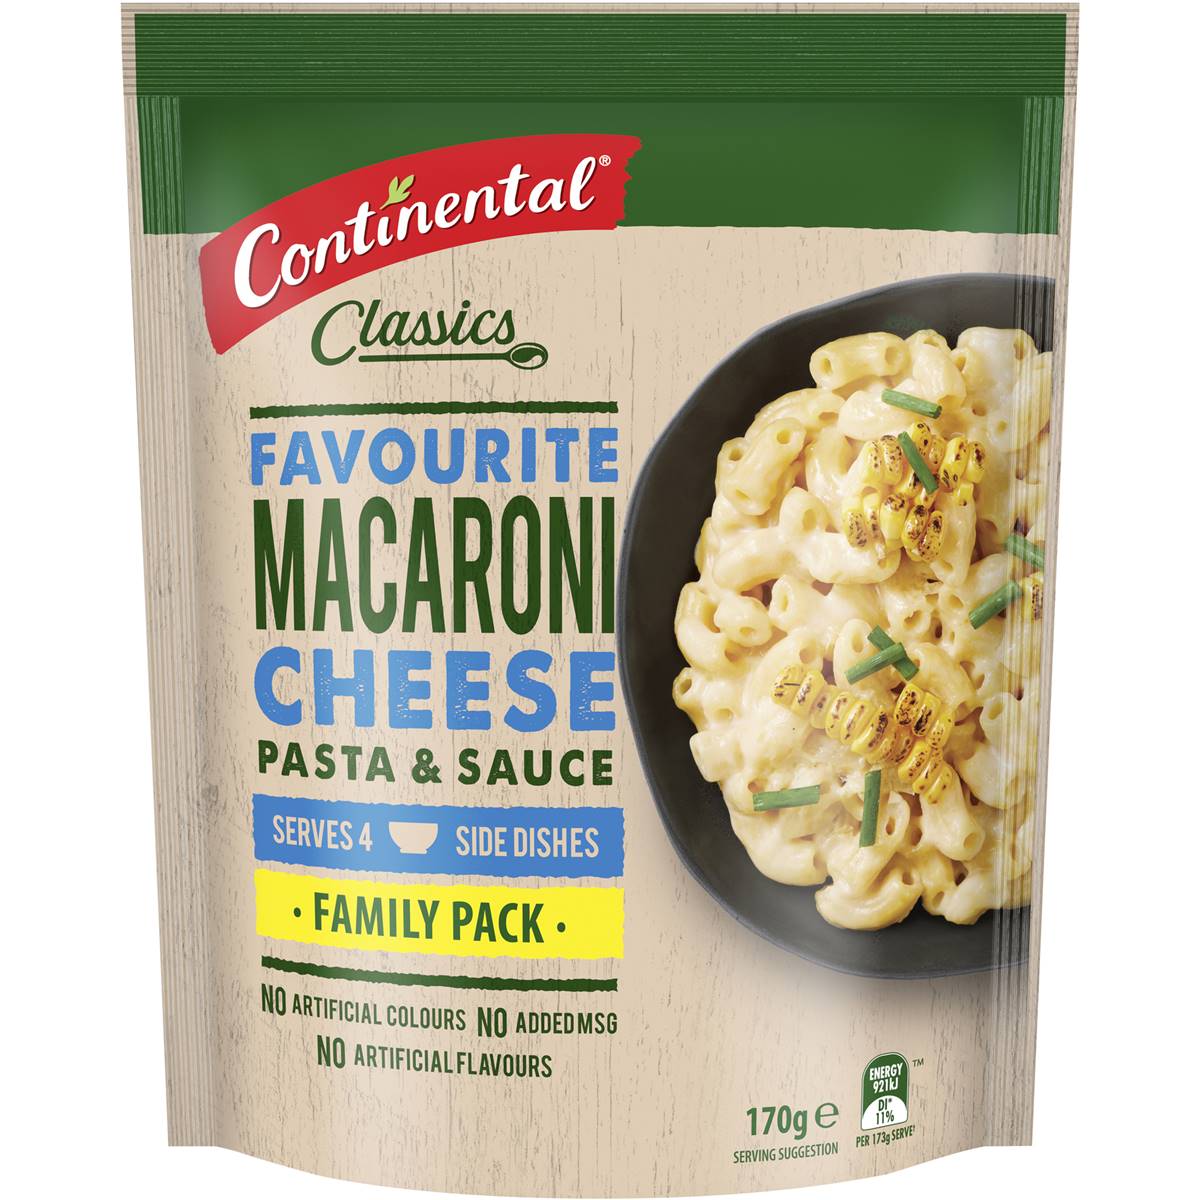 Continental®
Classics
FAVOURITE
MACARONI
CHEESE
PASTA & SAUCE
SERVES 4 SIDE DISHES
• FAMILY PACK •
NO ARTIFICIAL COLOURS NO ADDED MSG
NO ARTIFICIAL FLAVOURS
170g e
SERVING SUGGESTION
ENERGY
921kJ
DI*
11%
™
PER 173g SERVE†